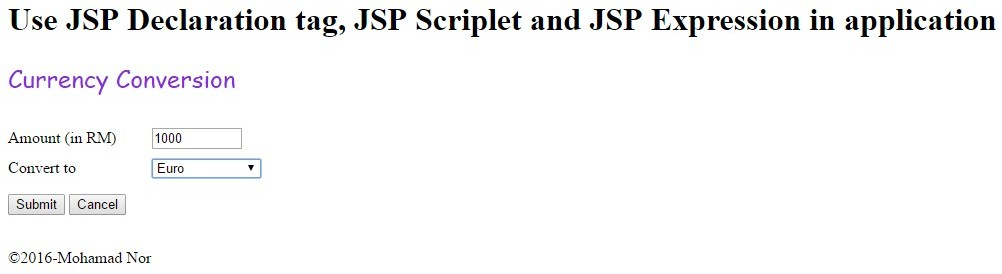 Use JSP Declaration tag, JSP Scriplet and JSP Expression in application
Currency Conversion
Amount (in RM) 1000
Convert to Euro
Submit Cancel
©2016-Mohamad Nor